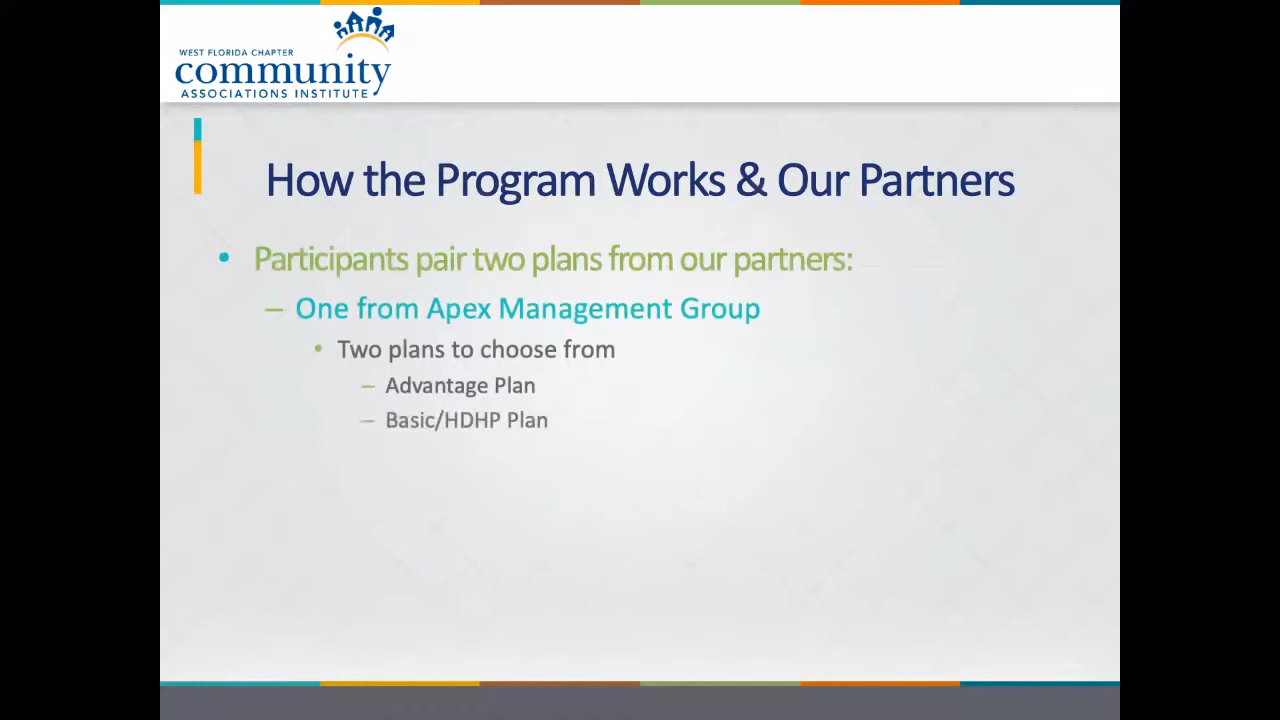 WEST FLORIDA CHAPTER
community
ASSOCIATIONS INSTITUTE
How the Program Works & Our Partners
• Participants pair two plans from our partners:
– One from Apex Management Group
• Two plans to choose from
– Advantage Plan
– Basic/HDHP Plan